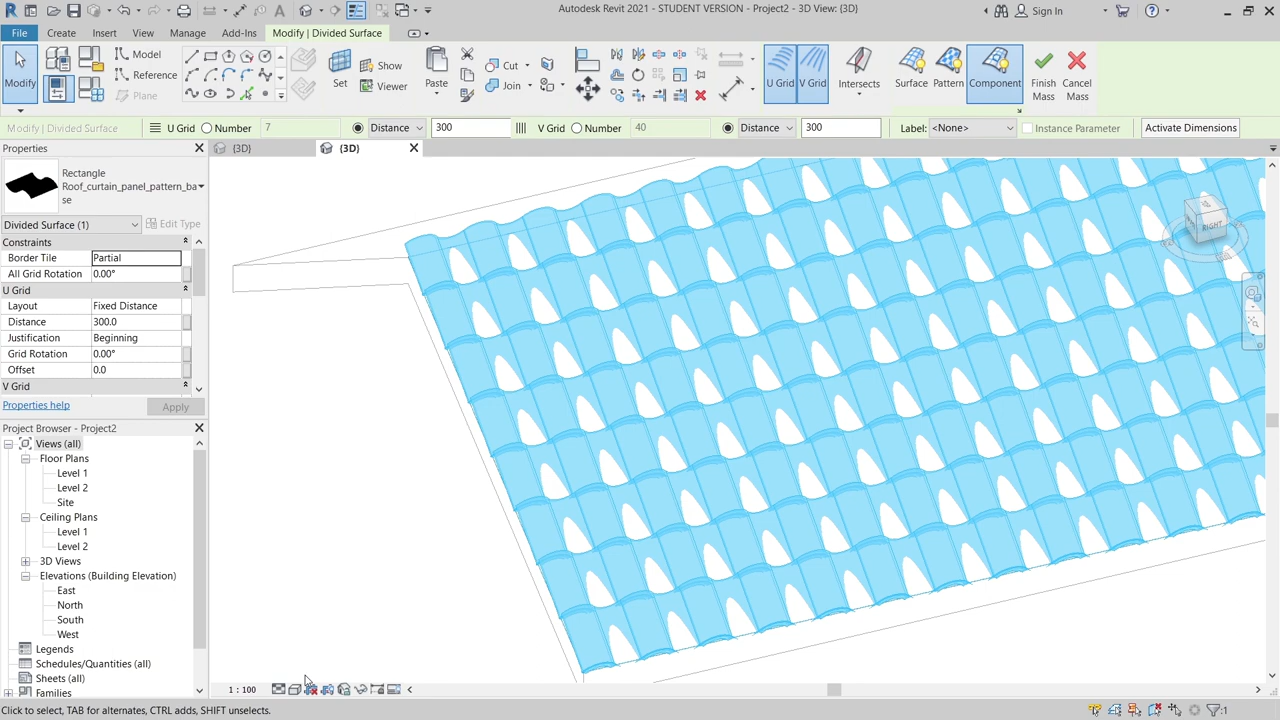 Autodesk Revit 2021 - STUDENT VERSION - Project2 - 3D View: {3D}
Sign In
File Create Insert View Manage Add-Ins Modify | Divided Surface
Modify
Model
Reference
Plane
Set
Show
Viewer
Paste
Cut
Join
U Grid
V Grid
Intersects
Surface
Pattern
Component
Finish Mass
Cancel Mass
Modify | Divided Surface U Grid Number 7 Distance 300 V Grid Number 40 Distance 300 Label: <None> Instance Parameter Activate Dimensions
Properties
{3D}
{3D}
Rectangle
Roof_curtain_panel_pattern_ba
se
Divided Surface (1) Edit Type
Constraints
Border Tile Partial
All Grid Rotation 0.00°
U Grid
Layout Fixed Distance
Distance 300.0
Justification Beginning
Grid Rotation 0.00°
Offset 0.0
V Grid
Properties help Apply
Project Browser - Project2
Views (all)
Floor Plans
Level 1
Level 2
Site
Ceiling Plans
Level 1
Level 2
3D Views
Elevations (Building Elevation)
East
North
South
West
Legends
Schedules/Quantities (all)
Sheets (all)
Families
RIGHT
1 : 100
Click to select, TAB for alternates, CTRL adds, SHIFT unselects.
:1